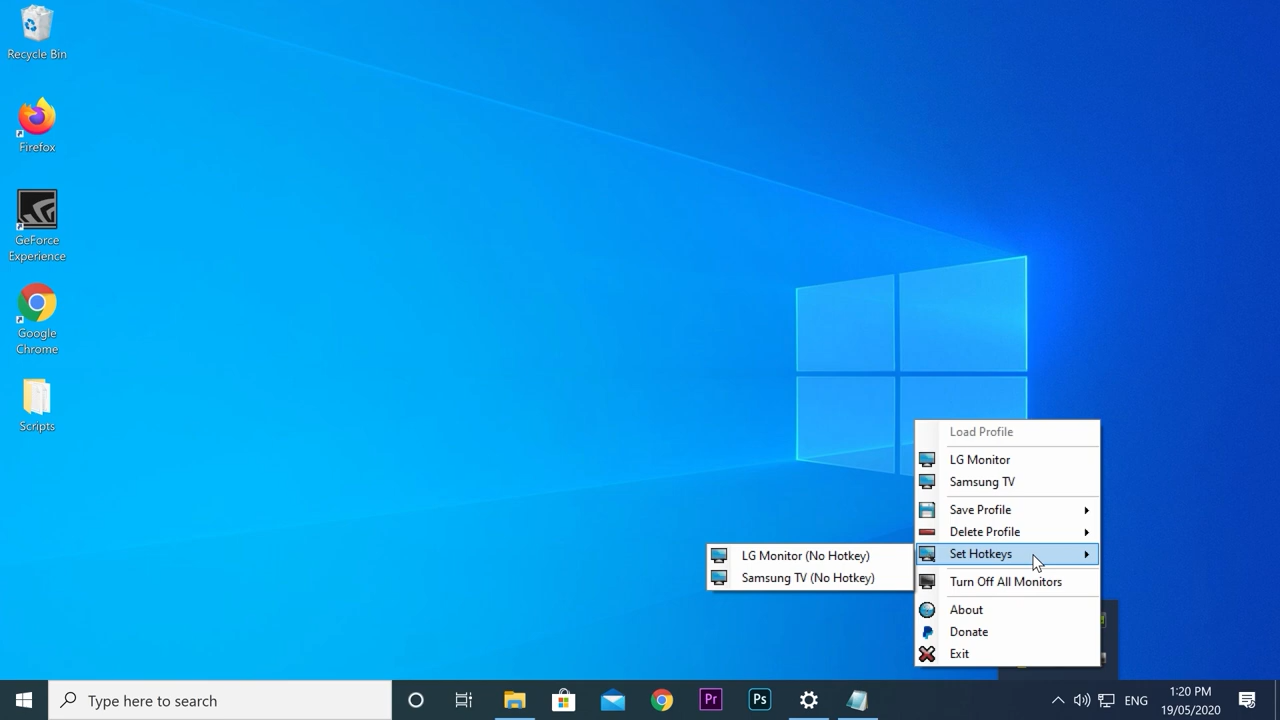 Recycle Bin
Firefox
GeForce
Experience
Google
Chrome
Scripts
Load Profile
LG Monitor
Samsung TV
Save Profile
Delete Profile
Set Hotkeys
LG Monitor (No Hotkey)
Samsung TV (No Hotkey)
Turn Off All Monitors
About
Donate
Exit
Type here to search
Pr
Ps
ENG
1:20 PM
19/05/2020